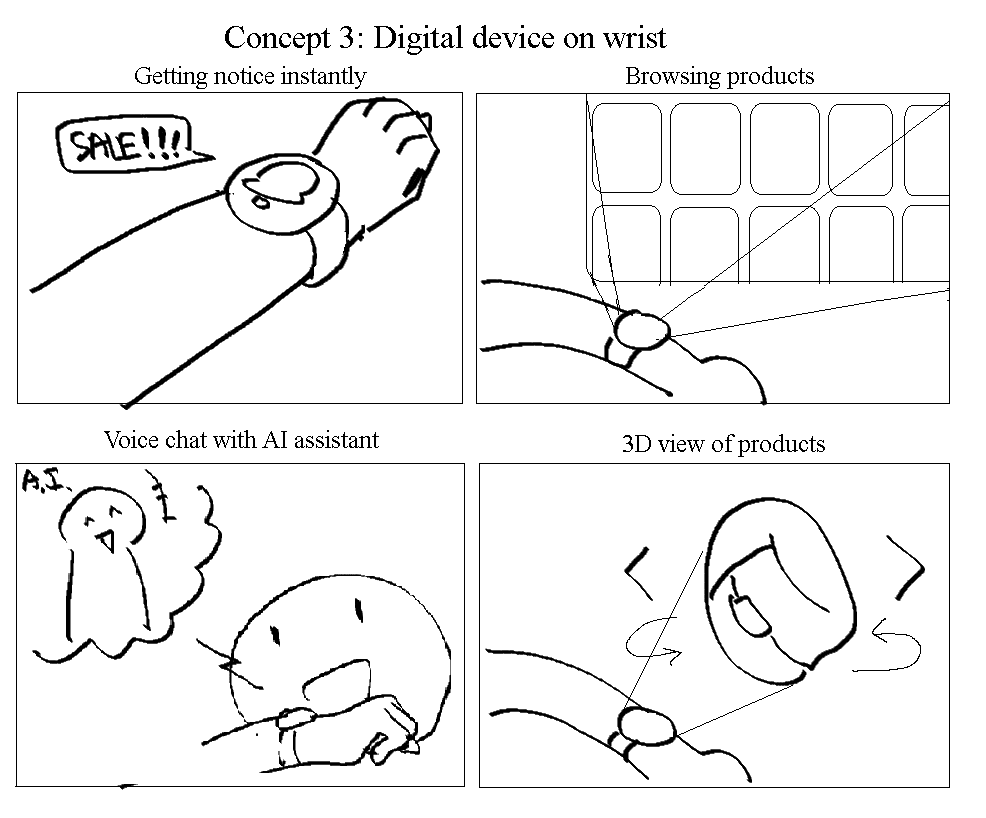 Concept 3: Digital device on wrist
Getting notice instantly
Browsing products
SALE!!!
Voice chat with AI assistant
3D view of products
A.I.